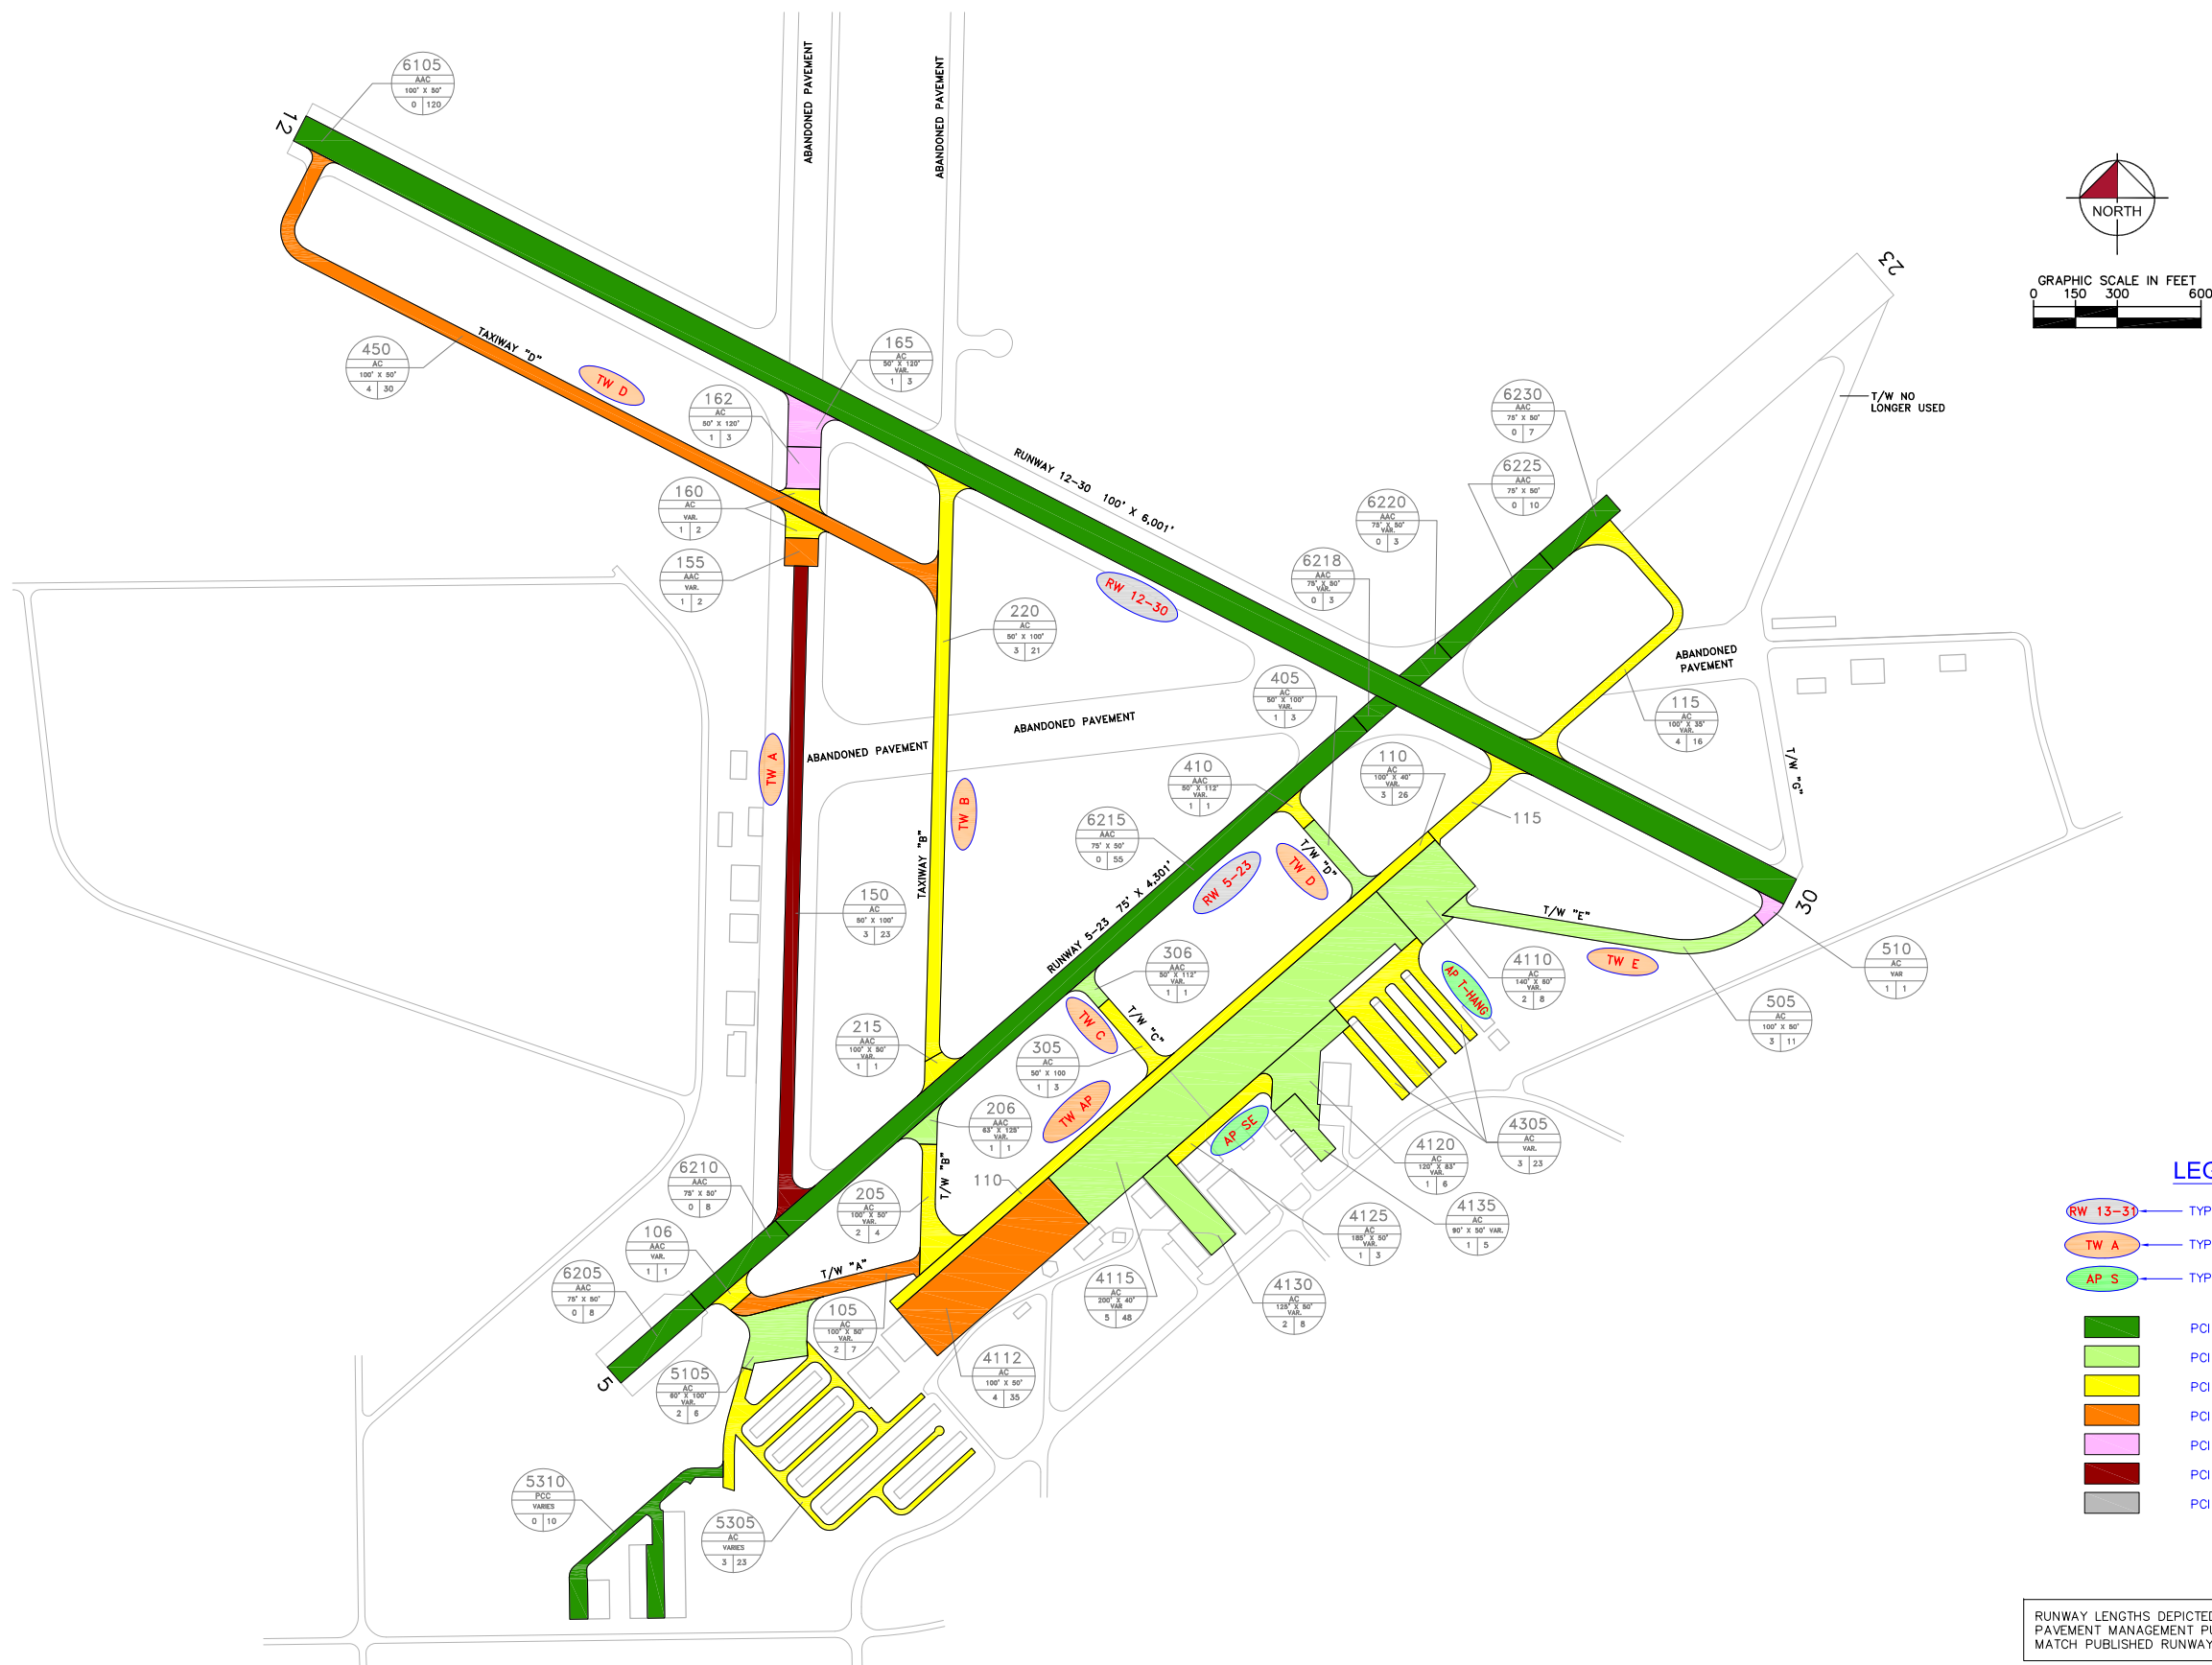 6105
AAC
100' X 50'
0 120
12
ABANDONED PAVEMENT
ABANDONED PAVEMENT
NORTH
GRAPHIC SCALE IN FEET
0 150 300 600
23
T/W NO
LONGER USED
450
AC
100' X 50'
4 30
TAXIWAY "D"
TW D
165
AC
50' X 120'
VAR.
1 3
162
AC
50' X 120'
1 3
160
AC
VAR.
1 2
155
AAC
VAR.
1 2
RUNWAY 12-30 100' X 6,001'
RW 12-30
6230
AAC
75' X 50'
0 7
6225
AAC
75' X 50'
0 10
6220
AAC
75' X 50'
VAR.
0 3
6218
AAC
75' X 50'
VAR.
0 3
220
AC
50' X 100'
3 21
405
AC
50' X 100'
VAR.
1 3
ABANDONED
PAVEMENT
115
AC
100' X 35'
4 16
T/W "G"
ABANDONED PAVEMENT
ABANDONED PAVEMENT
TW A
TW B
TAXIWAY "B"
410
AAC
50' X 112'
VAR.
1 1
110
AC
100' X 40'
VAR.
3 26
115
6215
AAC
75' X 50'
0 55
RUNWAY 5-23 75' X 4,301'
RW 5-23
T/W "D"
TW D
150
AC
50' X 100'
3 23
T/W "E"
TW E
30
510
AC
VAR
1 1
306
AAC
50' X 112'
VAR.
1 1
4110
AC
140' X 60'
VAR.
2 8
AP T-HANG
505
AC
100' X 50'
3 11
215
AAC
100' X 50'
VAR.
1 1
TW C
T/W "C"
305
AC
50' X 100
1 3
TW AP
206
AAC
63' X 125'
VAR.
1 1
AP SE
4305
AC
VAR.
3 23
4120
AC
120' X 83'
VAR.
1 6
6210
AAC
75' X 50'
0 8
T/W "B"
110
205
AC
100' X 50'
VAR.
2 4
4135
AC
90' X 50' VAR.
1 5
4125
AC
185' X 50'
VAR.
1 3
106
AAC
VAR.
1 1
T/W "A"
6205
AAC
75' X 50'
0 8
4115
AC
200' X 40'
VAR
5 48
4130
AC
125' X 50'
VAR.
2 8
105
AC
100' X 50'
VAR.
2 7
5
5105
AC
60' X 100'
VAR.
2 6
4112
AC
100' X 50'
4 35
5310
PCC
VARIES
0 10
5305
AC
VARIES
3 23
LEG
RW 13-31 TYP
TW A TYP
AP S TYP
PCI
PCI
PCI
PCI
PCI
PCI
PCI
RUNWAY LENGTHS DEPICTED
PAVEMENT MANAGEMENT PU
MATCH PUBLISHED RUNWAY